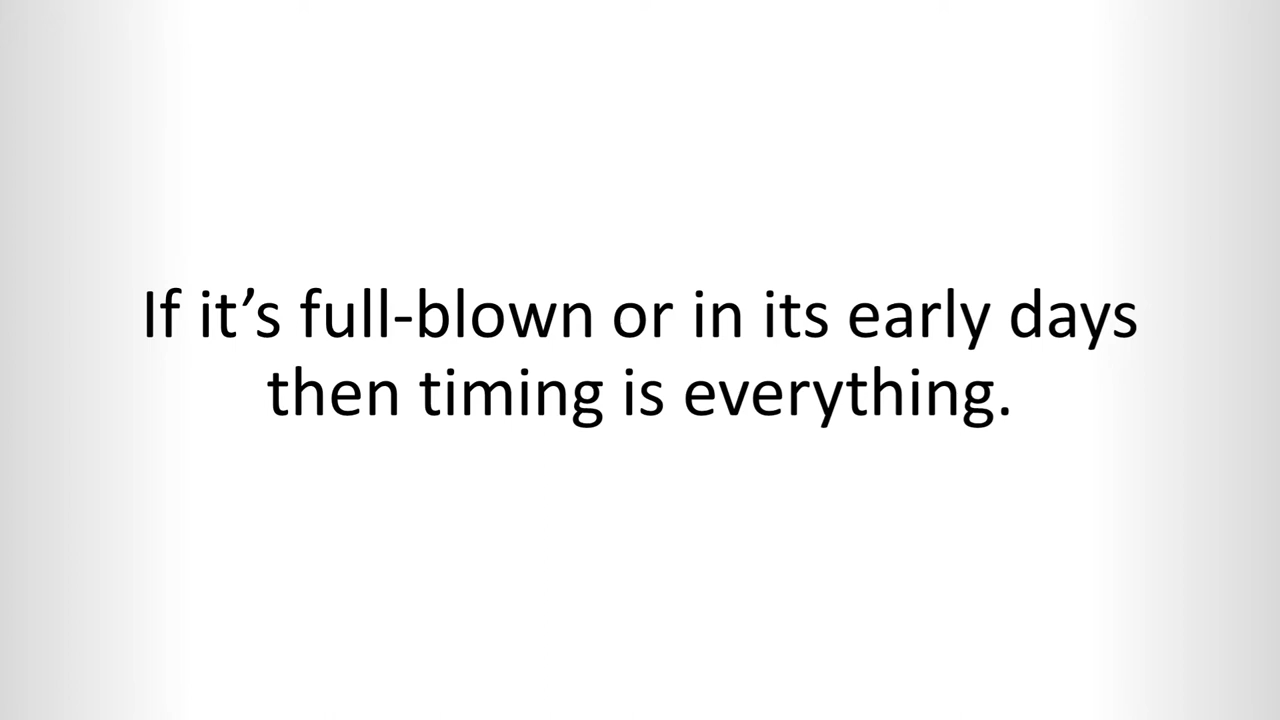 If it’s full-blown or in its early days
then timing is everything.